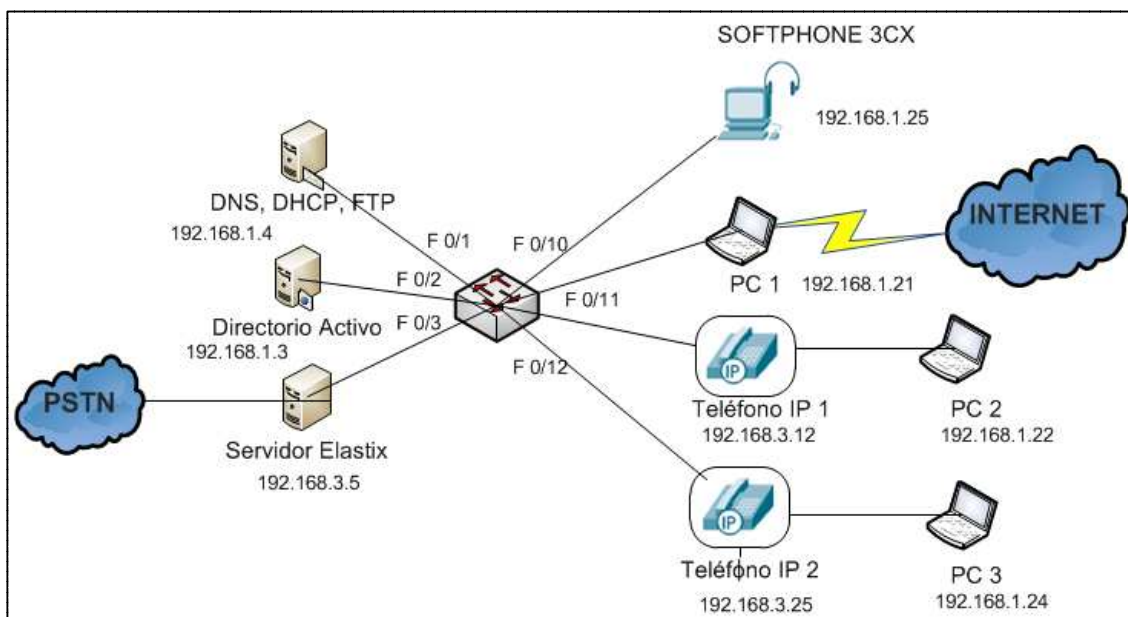 SOFTPHONE 3CX
192.168.1.25
DNS, DHCP, FTP
192.168.1.4
F 0/1
F 0/10
INTERNET
F 0/2
F 0/11
PC 1
192.168.1.21
Directorio Activo
192.168.1.3
F 0/3
F 0/12
IP
PSTN
Teléfono IP 1
192.168.3.12
PC 2
192.168.1.22
Servidor Elastix
192.168.3.5
IP
Teléfono IP 2
192.168.3.25
PC 3
192.168.1.24